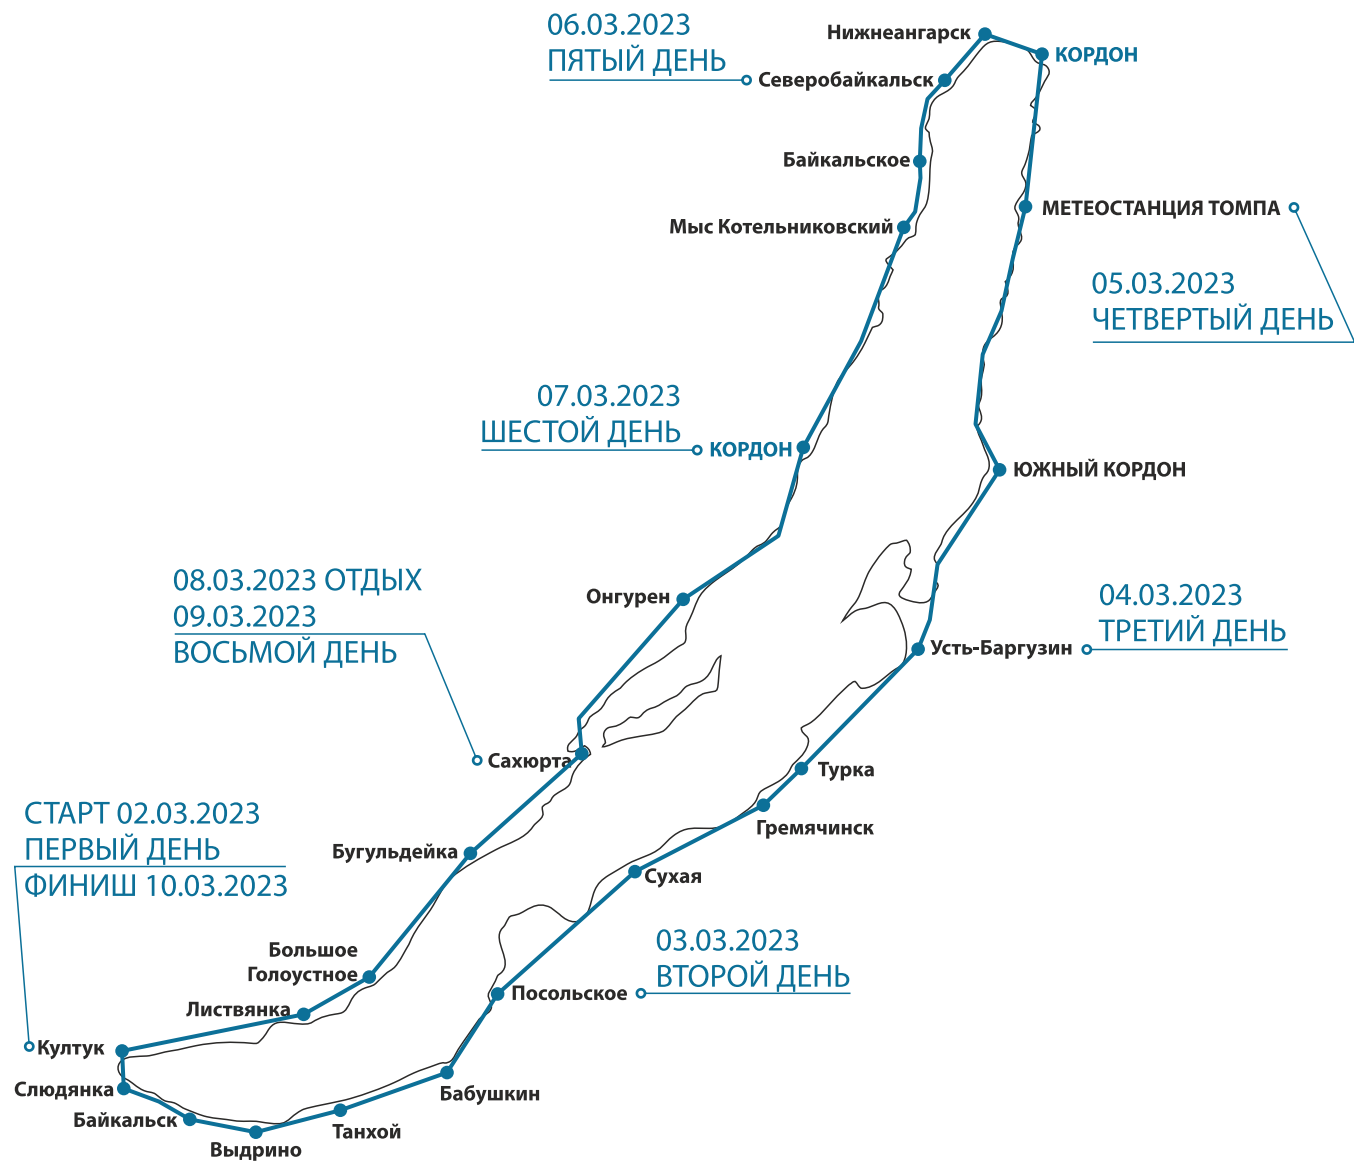 06.03.2023
ПЯТЫЙ ДЕНЬ
Нижнеангарск
КОРДОН
Северобайкальск
Байкальское
МЕТЕОСТАНЦИЯ ТОМПА
Мыс Котельниковский
05.03.2023
ЧЕТВЕРТЫЙ ДЕНЬ
07.03.2023
ШЕСТОЙ ДЕНЬ
КОРДОН
ЮЖНЫЙ КОРДОН
08.03.2023 ОТДЫХ
09.03.2023
ВОСЬМОЙ ДЕНЬ
Онгурен
04.03.2023
ТРЕТИЙ ДЕНЬ
Усть-Баргузин
Сахюрта
Турка
СТАРТ 02.03.2023
ПЕРВЫЙ ДЕНЬ
ФИНИШ 10.03.2023
Гремячинск
Бугульдейка
Сухая
03.03.2023
ВТОРОЙ ДЕНЬ
Большое
Голоустное
Посольское
Листвянка
Култук
Слюдянка
Бабушкин
Байкальск
Танхой
Выдрино